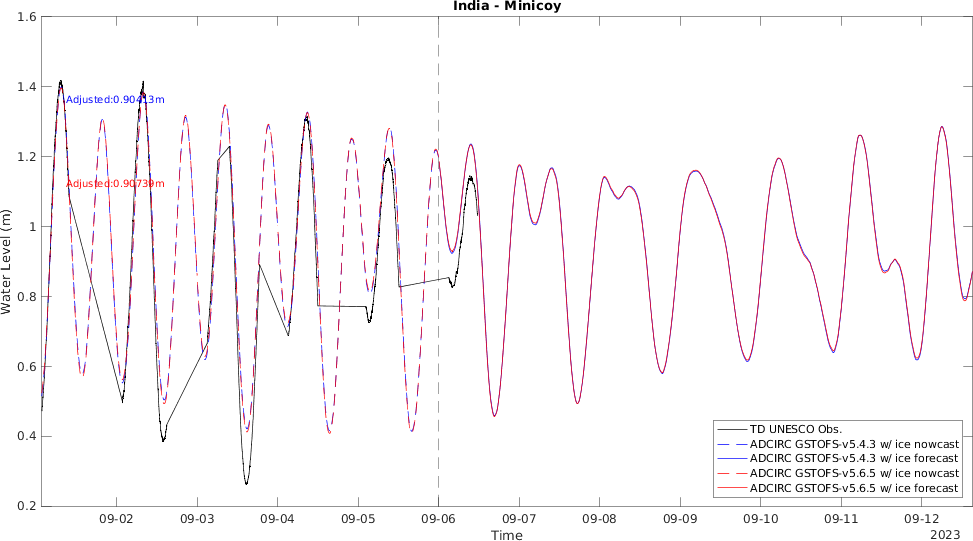 India - Minicoy
1.6
1.4
1.2
1
0.8
0.6
0.4
0.2
Water Level (m)
Adjusted:0.90413m
Adjusted:0.90739m
TD UNESCO Obs.
ADCIRC GSTOFS-v5.4.3 w/ ice nowcast
ADCIRC GSTOFS-v5.4.3 w/ ice forecast
ADCIRC GSTOFS-v5.6.5 w/ ice nowcast
ADCIRC GSTOFS-v5.6.5 w/ ice forecast
09-02 09-03 09-04 09-05 09-06 09-07 09-08 09-09 09-10 09-11 09-12
Time
2023